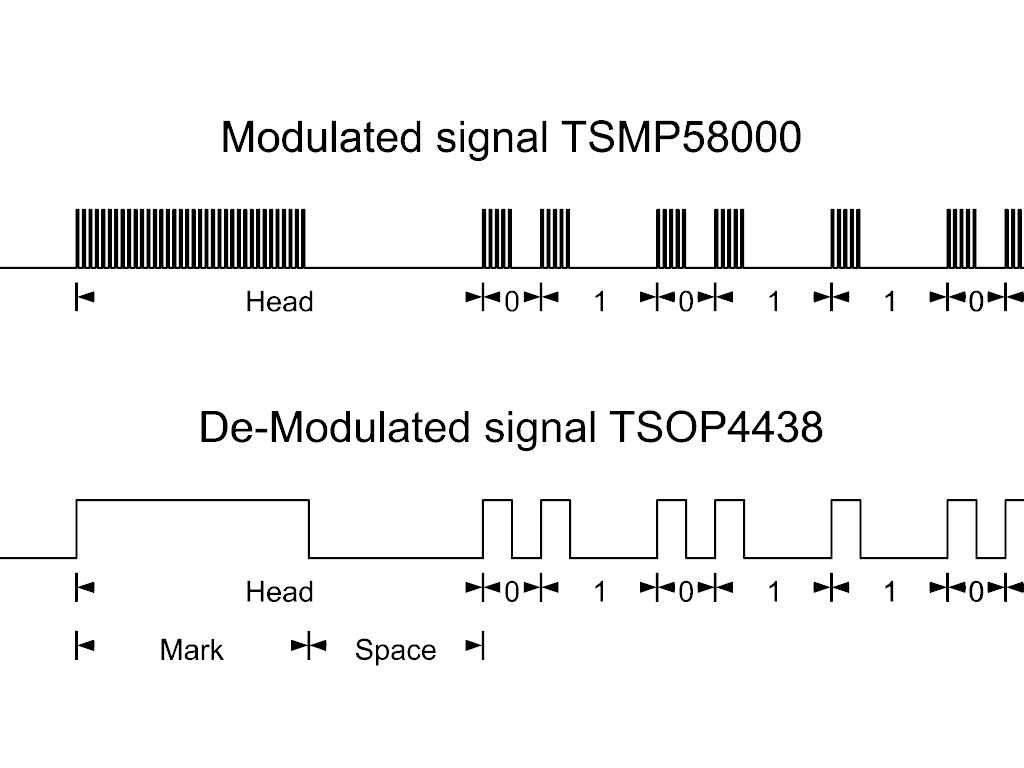 Modulated signal TSMP58000
Head 0 1 0 1 1 0
De-Modulated signal TSOP4438
Head 0 1 0 1 1 0
Mark Space